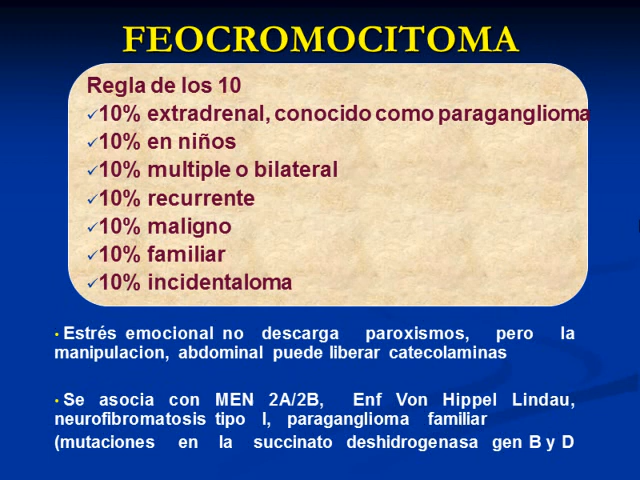 FEOCROMOCITOMA
Regla de los 10
✓10% extradrenal, conocido como paraganglioma
✓10% en niños
✓10% multiple o bilateral
✓10% recurrente
✓10% maligno
✓10% familiar
✓10% incidentaloma
• Estrés emocional no descarga paroxismos, pero la
manipulacion, abdominal puede liberar catecolaminas
• Se asocia con MEN 2A/2B, Enf Von Hippel Lindau,
neurofibromatosis tipo I, paraganglioma familiar
(mutaciones en la succinato deshidrogenasa gen B y D